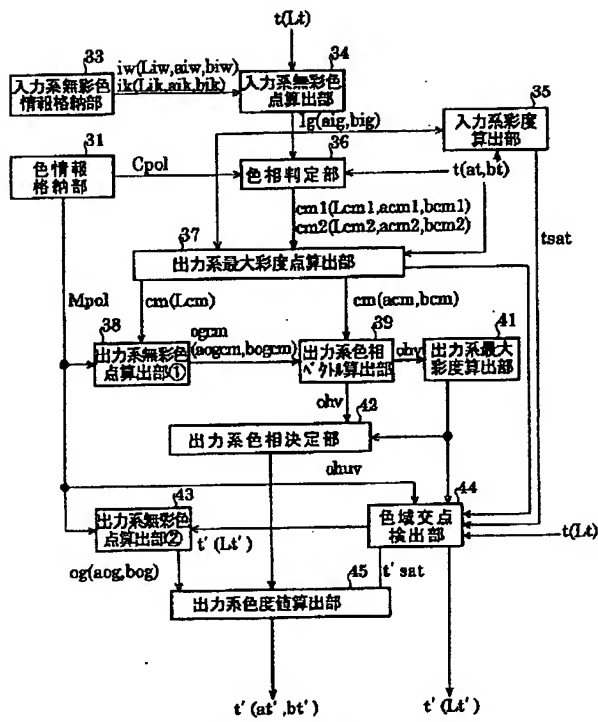 t(Lt)
33
iw(Liw,aiw,biw)
34
入力系無彩色
情報格納部
ik(Lik,aik,bik)
入力系無彩色
点算出部
35
入力系彩度
算出部
Ig(aig,big)
31
36
色情報
格納部
Cpol
色相判定部
t(at,bt)
cm1(Lcm1,acm1,bcm1)
cm2(Lcm2,acm2,bcm2)
tsat
37
出力系最大彩度点算出部
Mpol
cm(Lcm)
cm(acm,bcm)
38
ogcm
(aogcm,bogcm)
39
41
出力系無彩色
点算出部①
出力系色相
ベクトル算出部
ohv
出力系最大
彩度算出部
ohv
42
出力系色相決定部
ohuv
43
44
出力系無彩色
点算出部②
t'(Lt')
色域交点
検出部
t(Lt)
og(aog,bog)
45
t'sat
出力系色度値算出部
t'(at',bt')
t'(Lt')